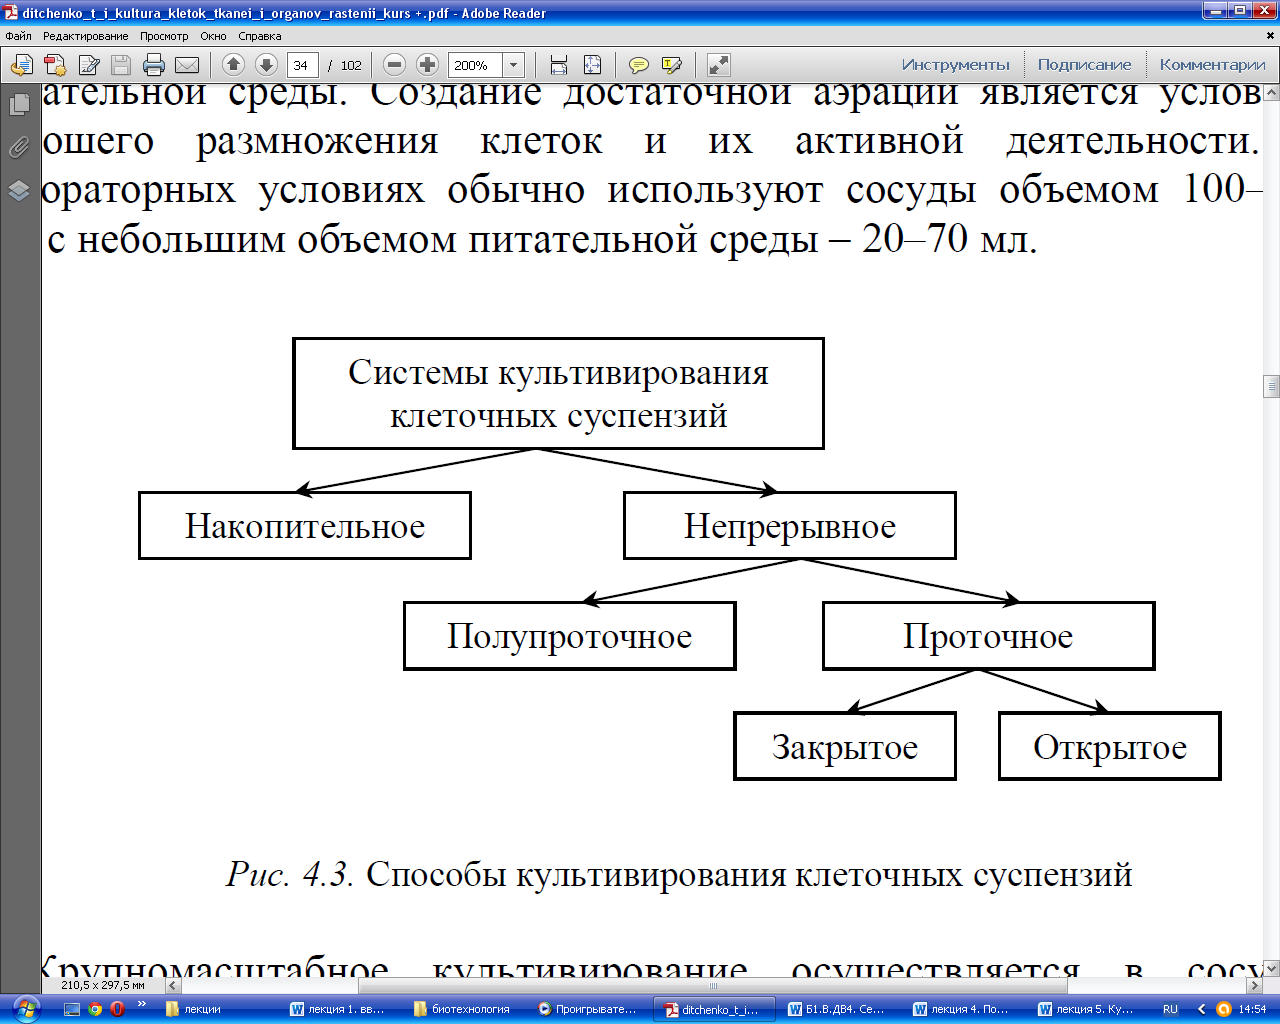 ditchenko_t_i_kultura_kletok_tkanei_i_organov_rastenii_kurs +.pdf - Adobe Reader
Файл Редактирование Просмотр Окно Справка
34 / 102 200% Инструменты Подписание Комментарии
ательной среды. Создание достаточной аэрации является услов
ошего размножения клеток и их активной деятельности.
ораторных условиях обычно используют сосуды объемом 100–
с небольшим объемом питательной среды – 20–70 мл.
Системы культивирования
клеточных суспензий
Накопительное Непрерывное
Полупроточное Проточное
Закрытое Открытое
Рис. 4.3. Способы культивирования клеточных суспензий
Крупномасштабное культивирование осуществляется в сосу
210,5 x 297,5 мм
лекции лекция 1. вв... биотехнология Проигрывате... ditchenko_t_i... Б1.В.ДВ4. Се... лекция 4. По... лекция 5. Ку... RU 14:54